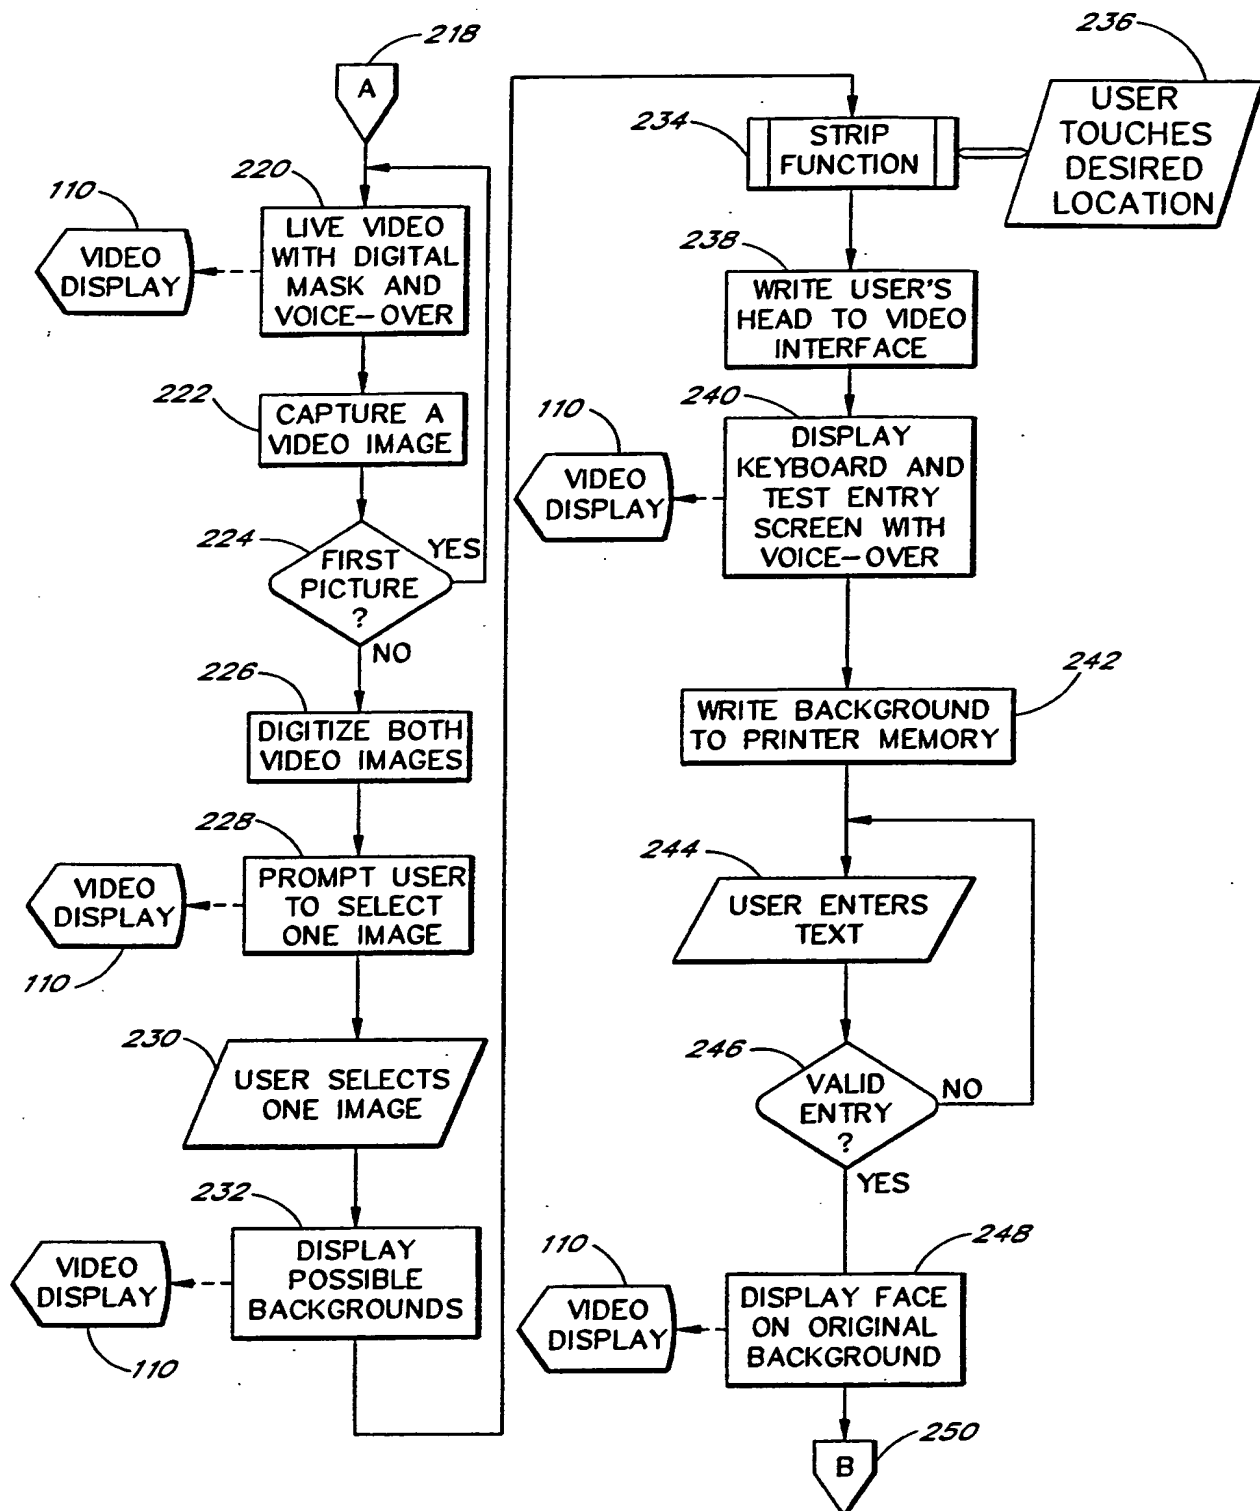 218
A
220
110
LIVE VIDEO
WITH DIGITAL
MASK AND
VOICE-OVER
VIDEO
DISPLAY
222
CAPTURE A
VIDEO IMAGE
224
FIRST
PICTURE
?
YES
NO
226
DIGITIZE BOTH
VIDEO IMAGES
228
PROMPT USER
TO SELECT
ONE IMAGE
VIDEO
DISPLAY
110
230
USER SELECTS
ONE IMAGE
232
DISPLAY
POSSIBLE
BACKGROUNDS
VIDEO
DISPLAY
110
234
STRIP
FUNCTION
236
USER
TOUCHES
DESIRED
LOCATION
238
WRITE USER'S
HEAD TO VIDEO
INTERFACE
240
110
DISPLAY
KEYBOARD AND
TEST ENTRY
SCREEN WITH
VOICE-OVER
VIDEO
DISPLAY
242
WRITE BACKGROUND
TO PRINTER MEMORY
244
USER ENTERS
TEXT
246
VALID
ENTRY
?
NO
YES
248
110
DISPLAY FACE
ON ORIGINAL
BACKGROUND
VIDEO
DISPLAY
B
250